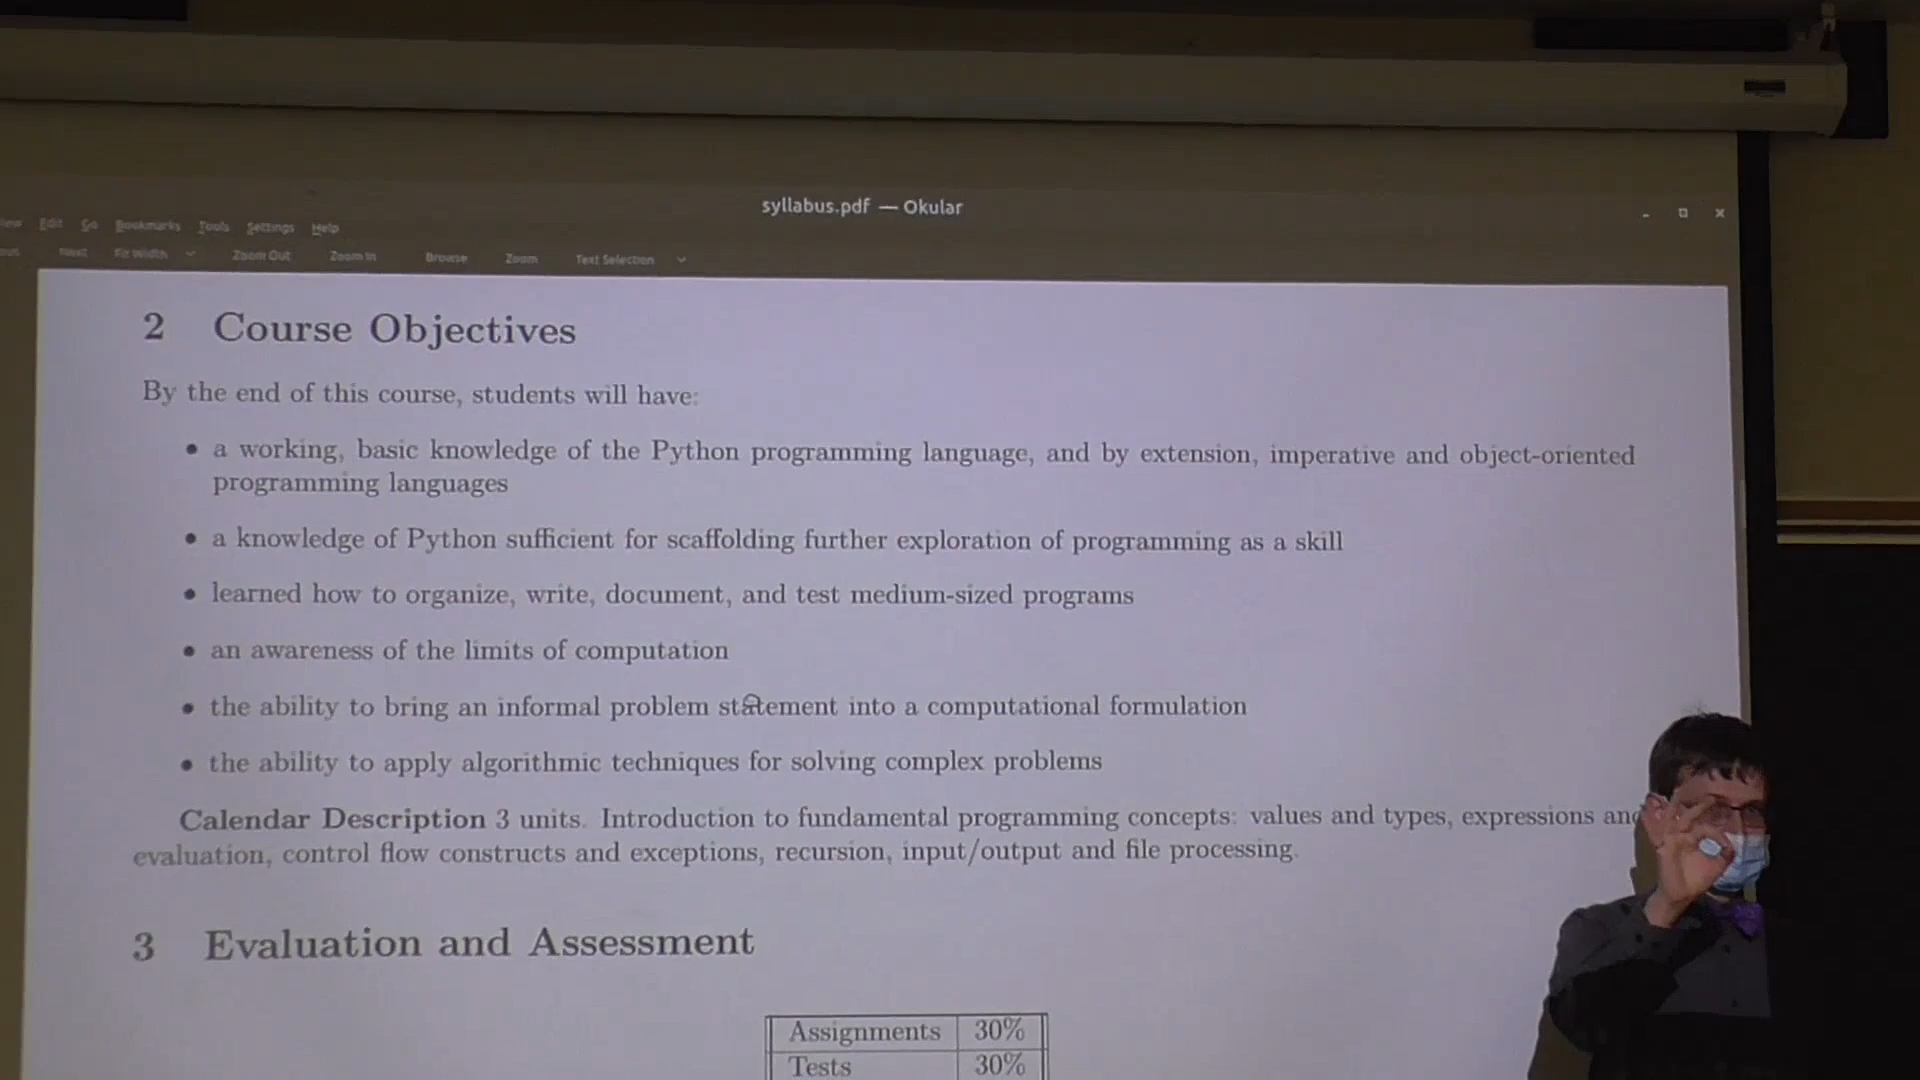 syllabus.pdf — Okular
Edit Go Bookmarks Tools Settings Help
Next Fit Width Zoom Out Zoom In Browse Zoom Text Selection
2 Course Objectives
By the end of this course, students will have:
• a working, basic knowledge of the Python programming language, and by extension, imperative and object-oriented
programming languages
• a knowledge of Python sufficient for scaffolding further exploration of programming as a skill
• learned how to organize, write, document, and test medium-sized programs
• an awareness of the limits of computation
• the ability to bring an informal problem statement into a computational formulation
• the ability to apply algorithmic techniques for solving complex problems
Calendar Description 3 units. Introduction to fundamental programming concepts: values and types, expressions and
evaluation, control flow constructs and exceptions, recursion, input/output and file processing.
3 Evaluation and Assessment
Assignments 30%
Tests 30%